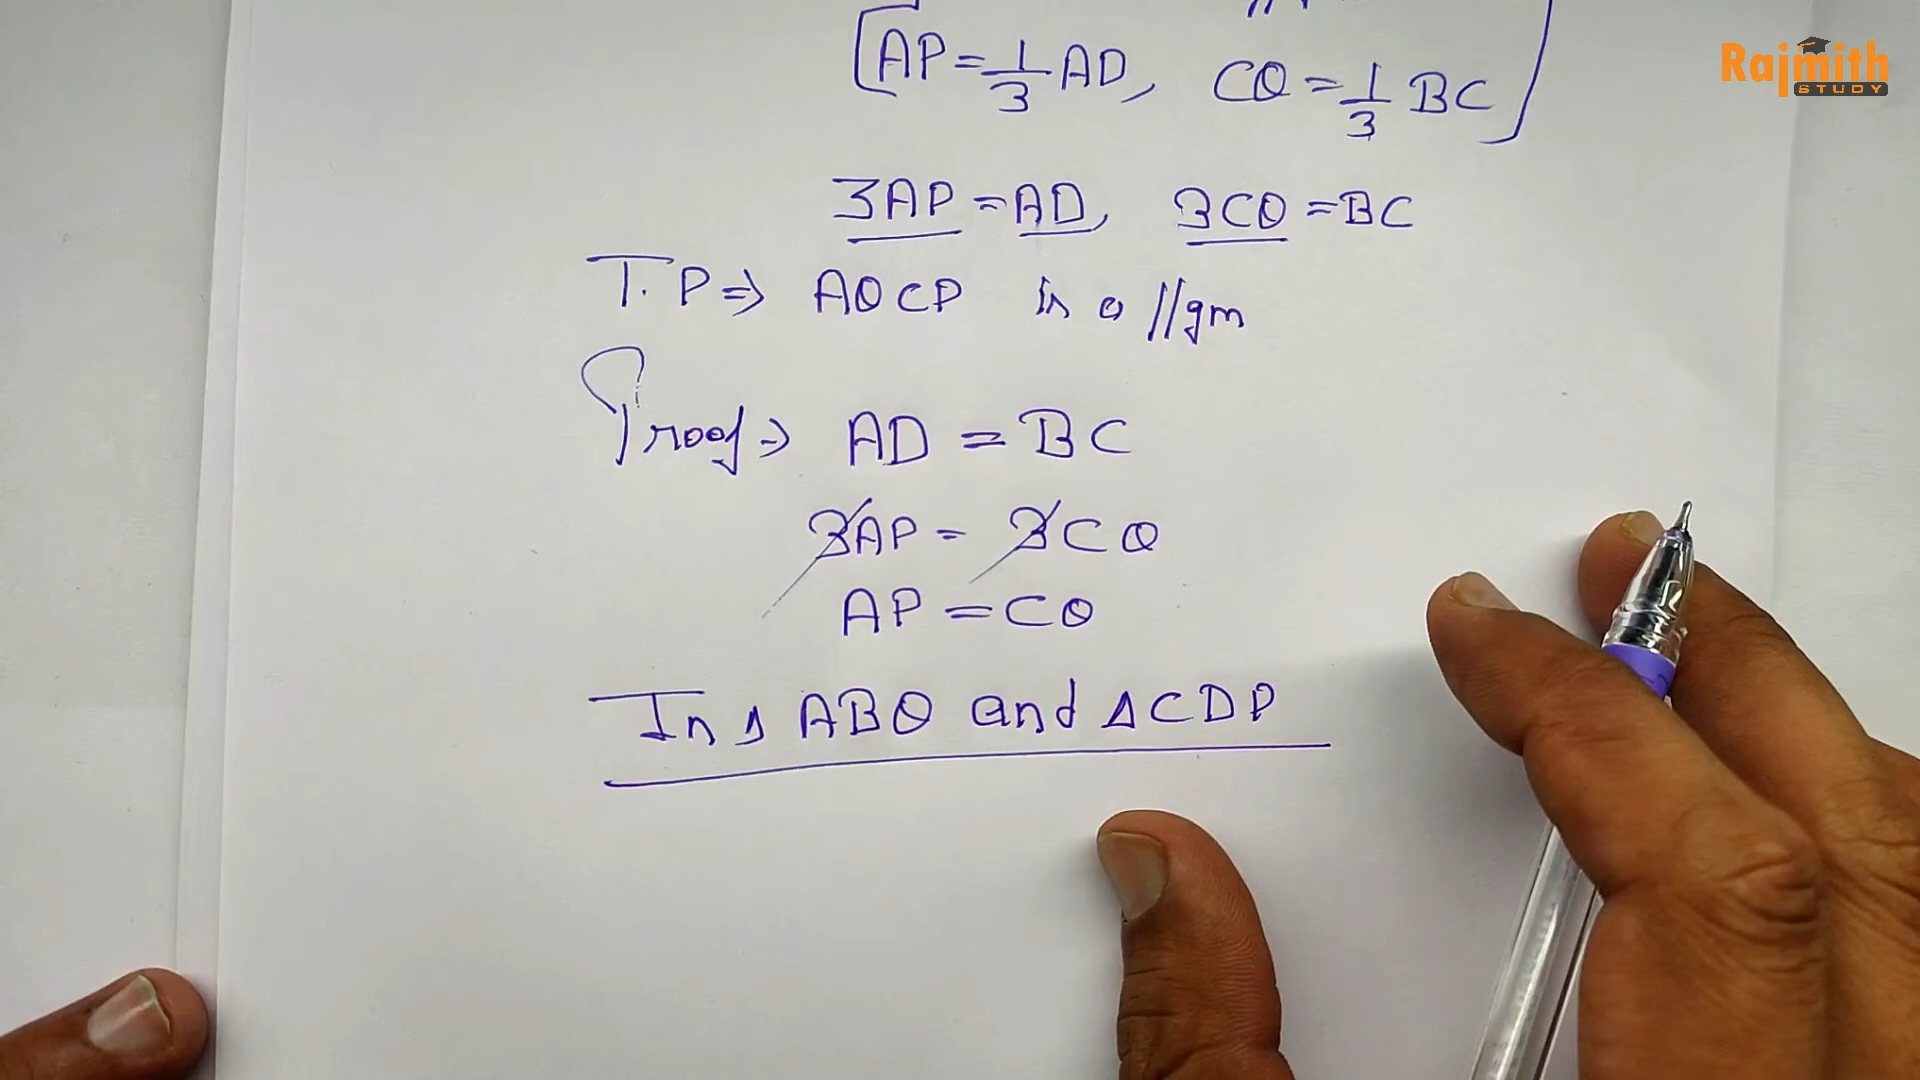 [AP=1/3 AD, CQ=1/3 BC]
3AP=AD, 3CQ=BC
T.P⇒ AQCP is a //gm
Proof⇒ AD = BC
3AP = 3CQ
AP = CQ
In Δ ABQ and ΔCDP
Rajmith
STUDY